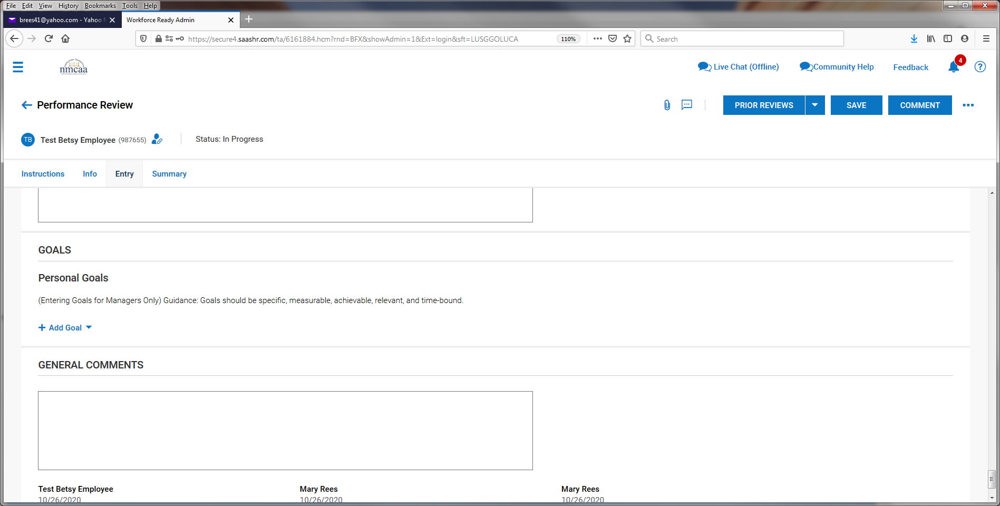 File Edit View History Bookmarks Tools Help
brees41@yahoo.com - Yahoo
Workforce Ready Admin
https://secure4.saashr.com/ta/6161884.hcm?rnd=BFX&showAdmin=1&Ext=login&sft=LUSGGOLUCA
110%
Search
nmcaa
Live Chat (Offline)
Community Help
Feedback
4
Performance Review
PRIOR REVIEWS
SAVE
COMMENT
TB
Test Betsy Employee (987655)
Status: In Progress
Instructions
Info
Entry
Summary
GOALS
Personal Goals
(Entering Goals for Managers Only) Guidance: Goals should be specific, measurable, achievable, relevant, and time-bound.
+ Add Goal
GENERAL COMMENTS
Test Betsy Employee
Mary Rees
Mary Rees
10/26/2020
10/26/2020
10/26/2020